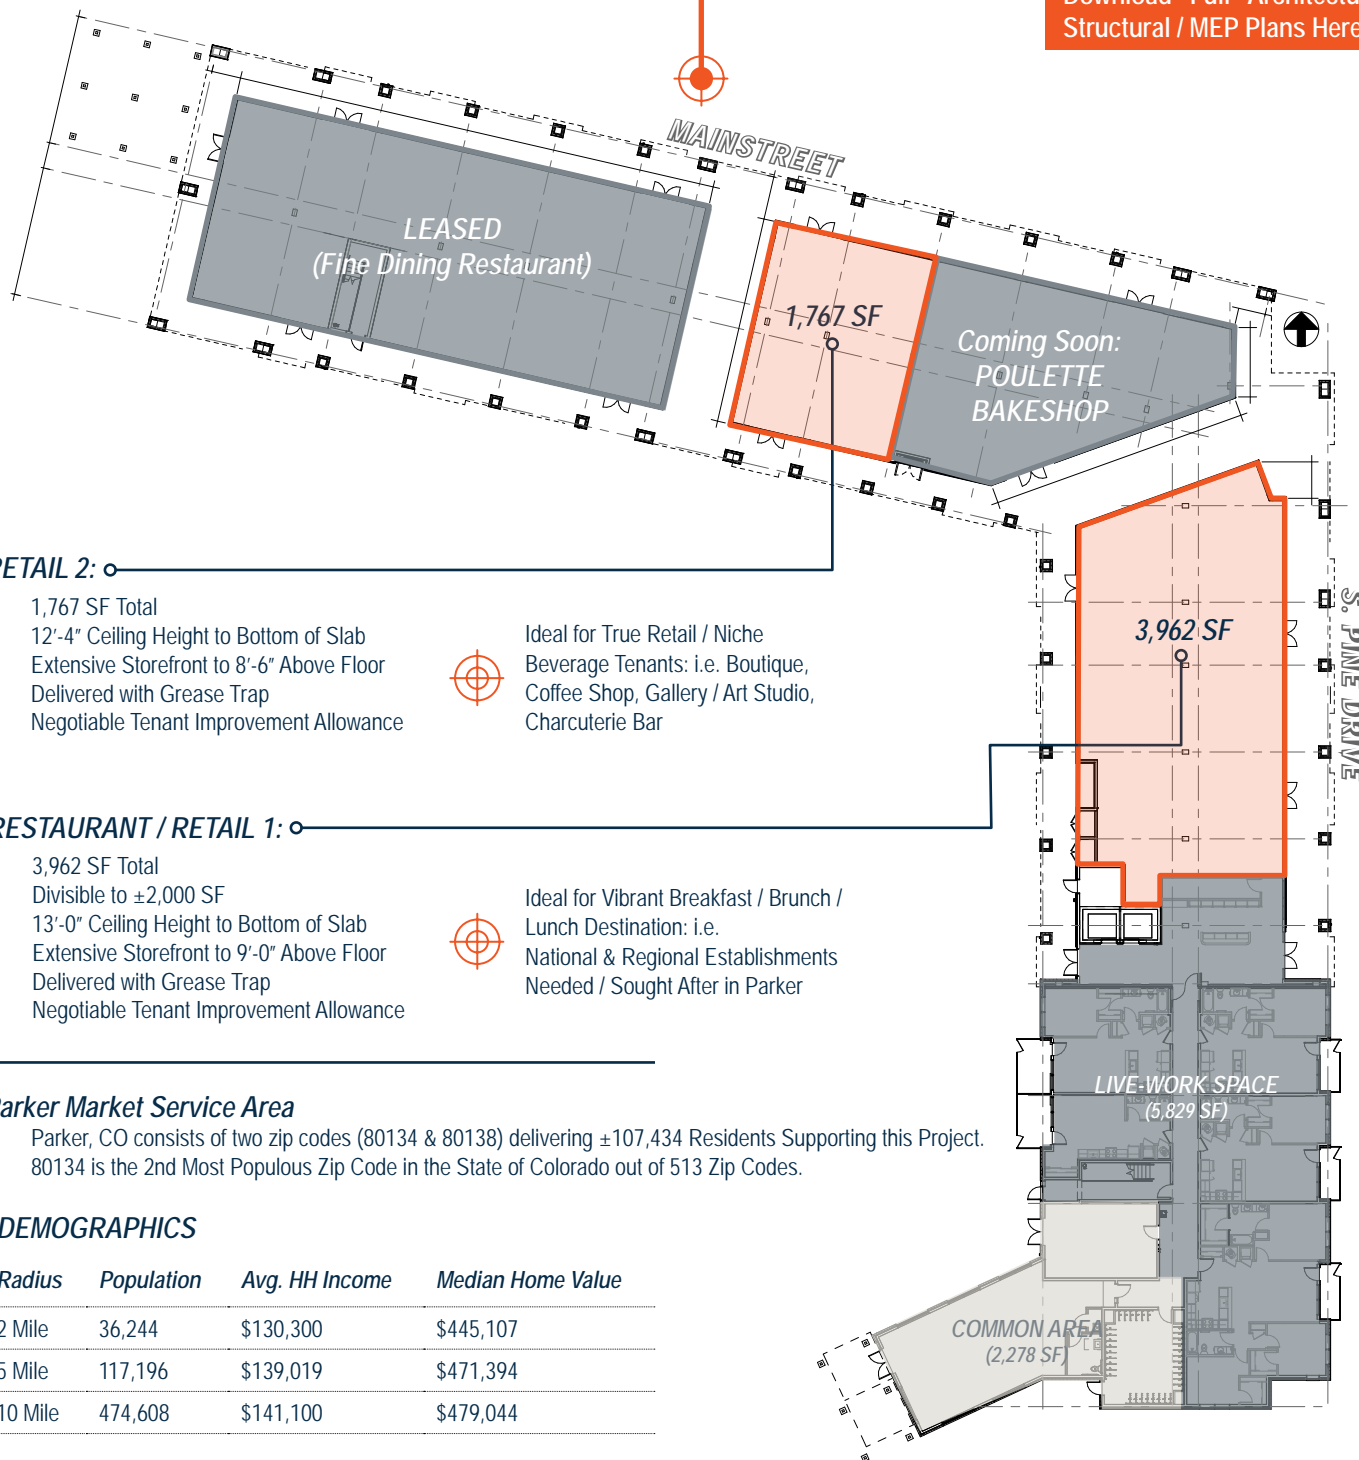 Structural / MEP Plans Here
MAINSTREET
LEASED
(Fine Dining Restaurant)
1,767 SF
Coming Soon:
POULETTE
BAKESHOP
RETAIL 2:
1,767 SF Total
12'-4" Ceiling Height to Bottom of Slab
Extensive Storefront to 8'-6" Above Floor
Delivered with Grease Trap
Negotiable Tenant Improvement Allowance
Ideal for True Retail / Niche
Beverage Tenants: i.e. Boutique,
Coffee Shop, Gallery / Art Studio,
Charcuterie Bar
3,962 SF
S. PINE DRIVE
RESTAURANT / RETAIL 1:
3,962 SF Total
Divisible to ±2,000 SF
13'-0" Ceiling Height to Bottom of Slab
Extensive Storefront to 9'-0" Above Floor
Delivered with Grease Trap
Negotiable Tenant Improvement Allowance
Ideal for Vibrant Breakfast / Brunch /
Lunch Destination: i.e.
National & Regional Establishments
Needed / Sought After in Parker
LIVE-WORK SPACE
(5,829 SF)
Parker Market Service Area
Parker, CO consists of two zip codes (80134 & 80138) delivering ±107,434 Residents Supporting this Project.
80134 is the 2nd Most Populous Zip Code in the State of Colorado out of 513 Zip Codes.
DEMOGRAPHICS
Radius Population Avg. HH Income Median Home Value
2 Mile 36,244 $130,300 $445,107
5 Mile 117,196 $139,019 $471,394
10 Mile 474,608 $141,100 $479,044
COMMON AREA
(2,278 SF)